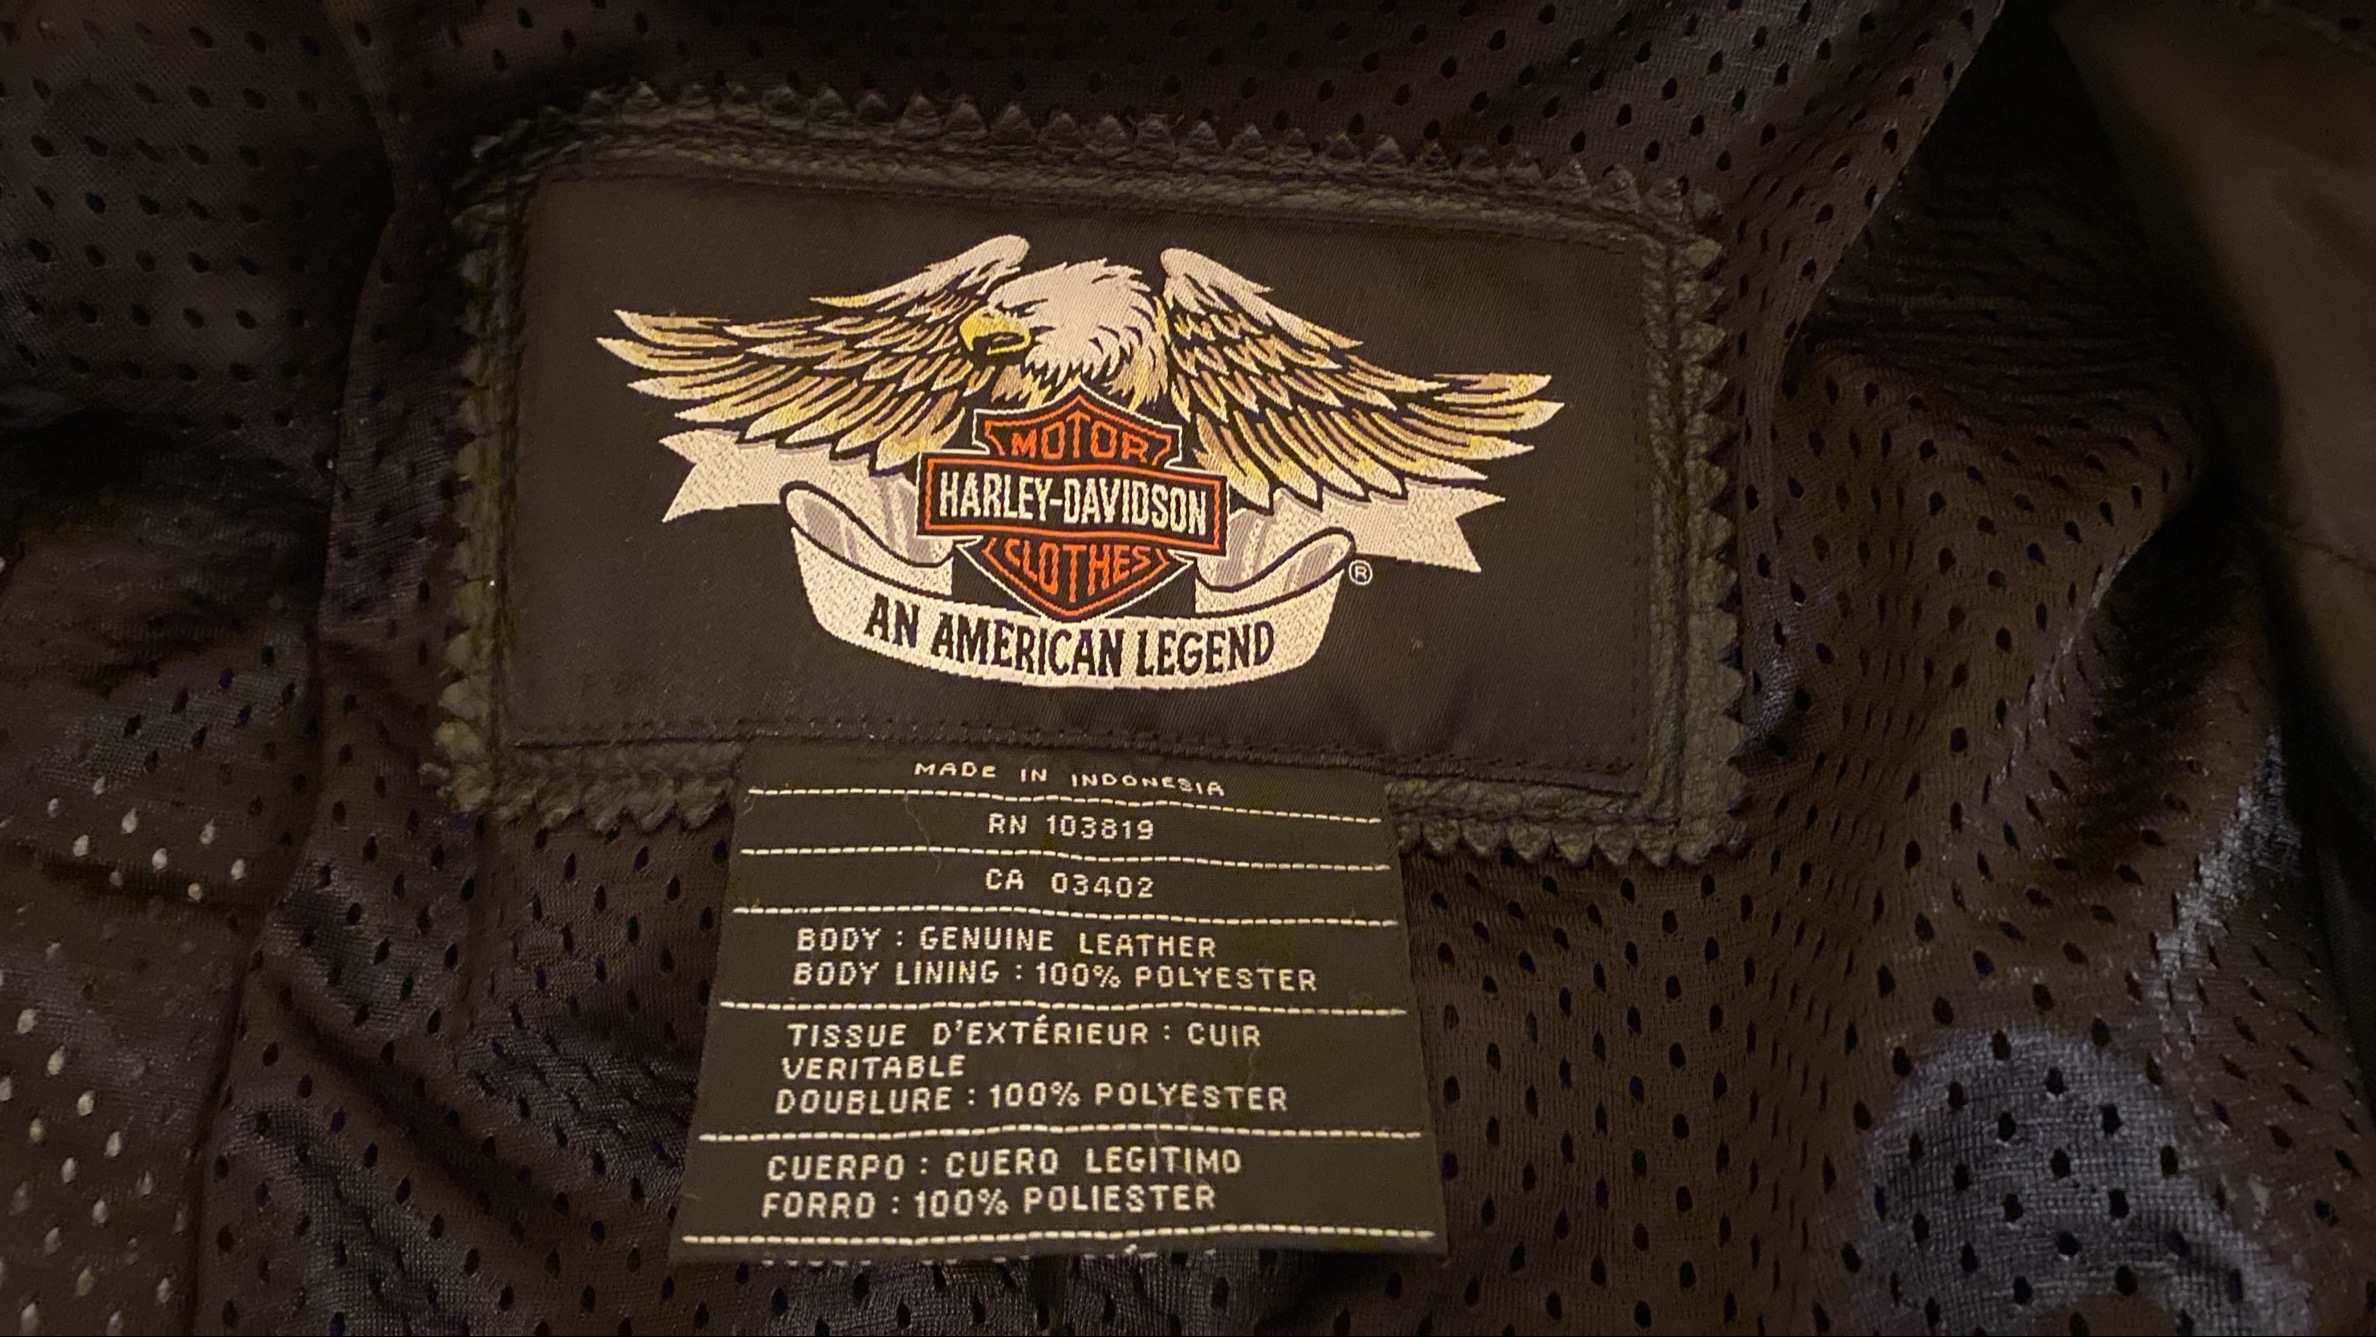 MOTOR
HARLEY-DAVIDSON
CLOTHES
®
AN AMERICAN LEGEND
MADE IN INDONESIA
RN 103819
CA 03402
BODY : GENUINE LEATHER
BODY LINING : 100% POLYESTER
TISSUE D'EXTÉRIEUR : CUIR
VERITABLE
DOUBLURE : 100% POLYESTER
CUERPO : CUERO LEGITIMO
FORRO : 100% POLIESTER